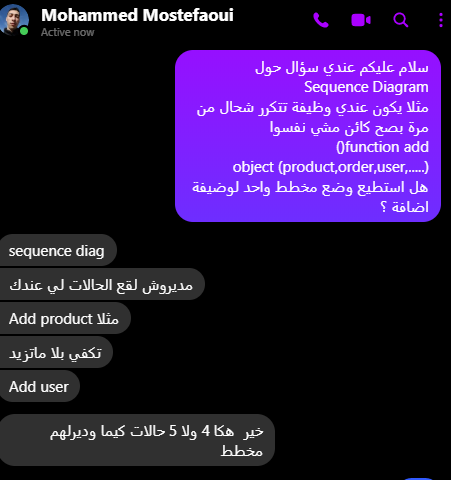 Mohammed Mostefaoui
Active now
سلام عليكم عندي سؤال حول
Sequence Diagram
مثلا يكون عندي وظيفة تتكرر شحال من
مرة بصح كائن مشي نفسوا
function add()
object (product,order,user,.....)
هل استطيع وضع مخطط واحد لوضيفة
اضافة ؟
sequence diag
مديروش لقع الحالات لي عندك
مثلا Add product
تكفي بلا ماتزيد
Add user
خير هكا 4 ولا 5 حالات كيما وديرلهم
مخطط